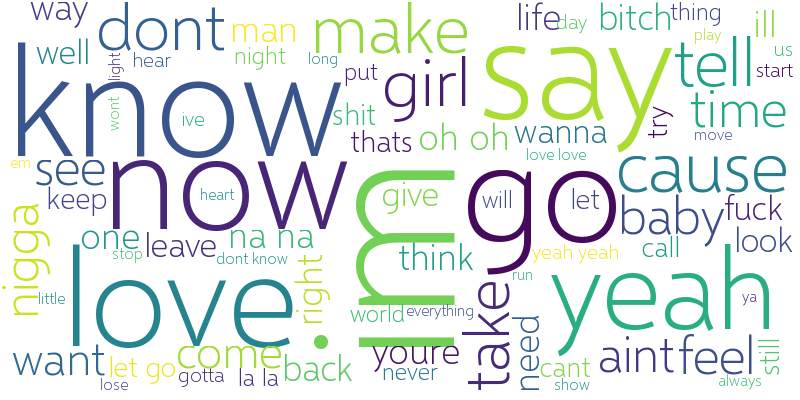 way
dont
man
make
life
day
bitch
thing
ill
well
hear
light
night
long
play
us
know
girl
say
tell
start
put
wont
ive
shit
thats
oh oh
wanna
try
time
move
em
see
now
love love
cause
keep
heart
im
give
go
will
let
baby
fuck
nigga
one
leave
na na
think
yeah yeah
call
look
stop
dont know
right
love
little
world
everything
take
run
yeah
ya
want
let go
come
back
youre
never
need
cant
aint
feel
still
lose
gotta
la la
show
always